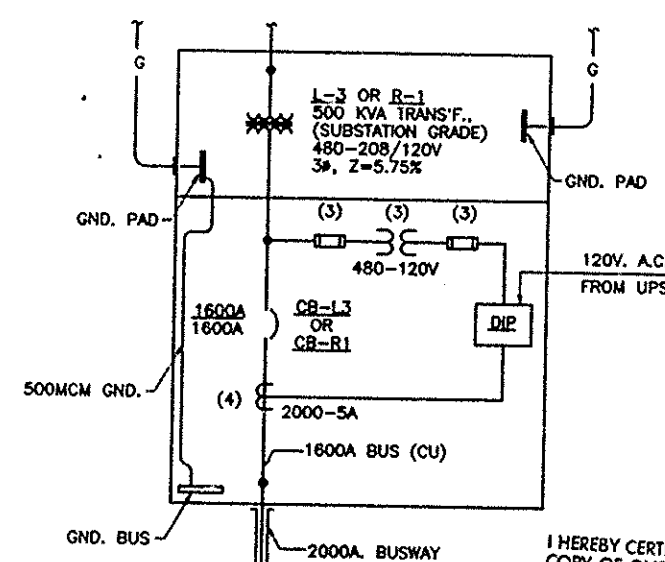 G
G
L-3 OR R-1
500 KVA TRANS'F.,
(SUBSTATION GRADE)
480-208/120V
3ø, Z=5.75%
GND. PAD
GND. PAD
(3)
(3)
(3)
480-120V
120V. A.C
FROM UPS
1600A
1600A
CB-L3
OR
CB-R1
DIP
500MCM GND.
(4)
2000-5A
1600A BUS (CU)
GND. BUS
2000A. BUSWAY
I HEREBY CERT